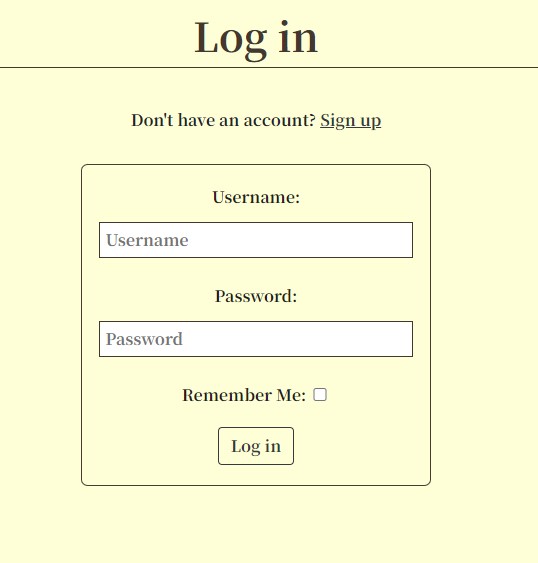 Log in
Don't have an account? Sign up
Username:
Username
Password:
Password
Remember Me:
Log in